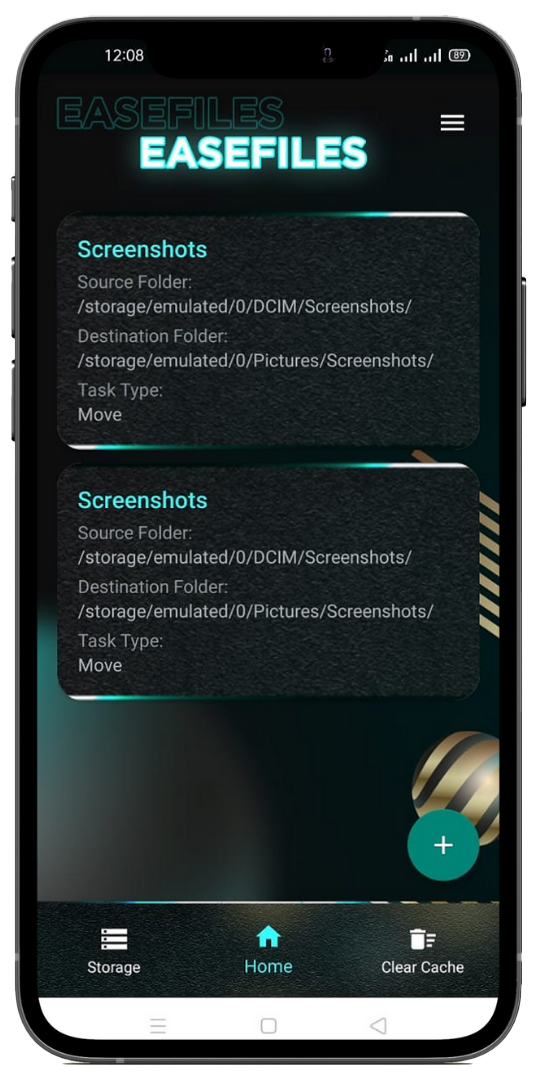 12:08
89
EASEFILES
EASEFILES
Screenshots
Source Folder:
/storage/emulated/0/DCIM/Screenshots/
Destination Folder:
/storage/emulated/0/Pictures/Screenshots/
Task Type:
Move
Screenshots
Source Folder:
/storage/emulated/0/DCIM/Screenshots/
Destination Folder:
/storage/emulated/0/Pictures/Screenshots/
Task Type:
Move
+
Storage
Home
Clear Cache